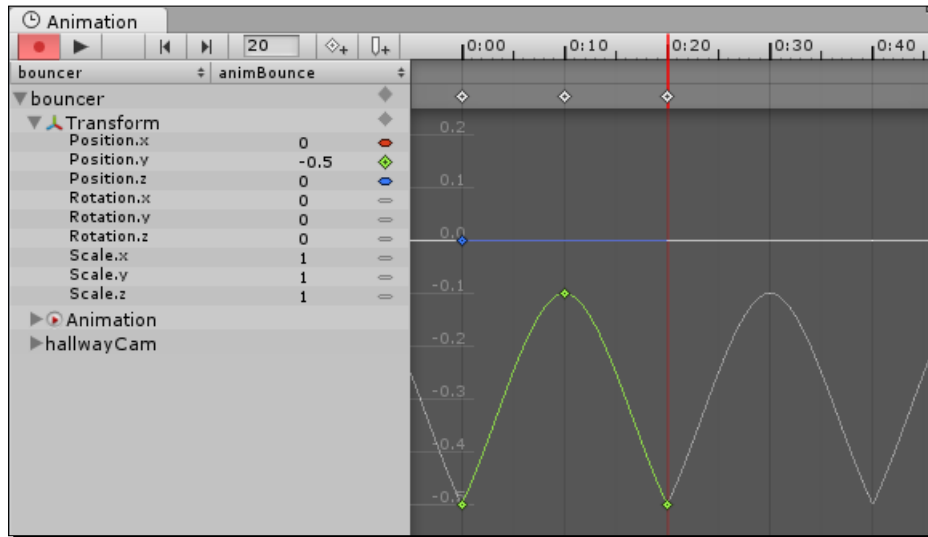 Animation
20
0:00 0:10 0:20 0:30 0:40
bouncer animBounce
bouncer
Transform
Position.x 0
Position.y -0.5
Position.z 0
Rotation.x 0
Rotation.y 0
Rotation.z 0
Scale.x 1
Scale.y 1
Scale.z 1
Animation
hallwayCam
0.2
0.1
0.0
-0.1
-0.2
-0.3
-0.4
-0.5